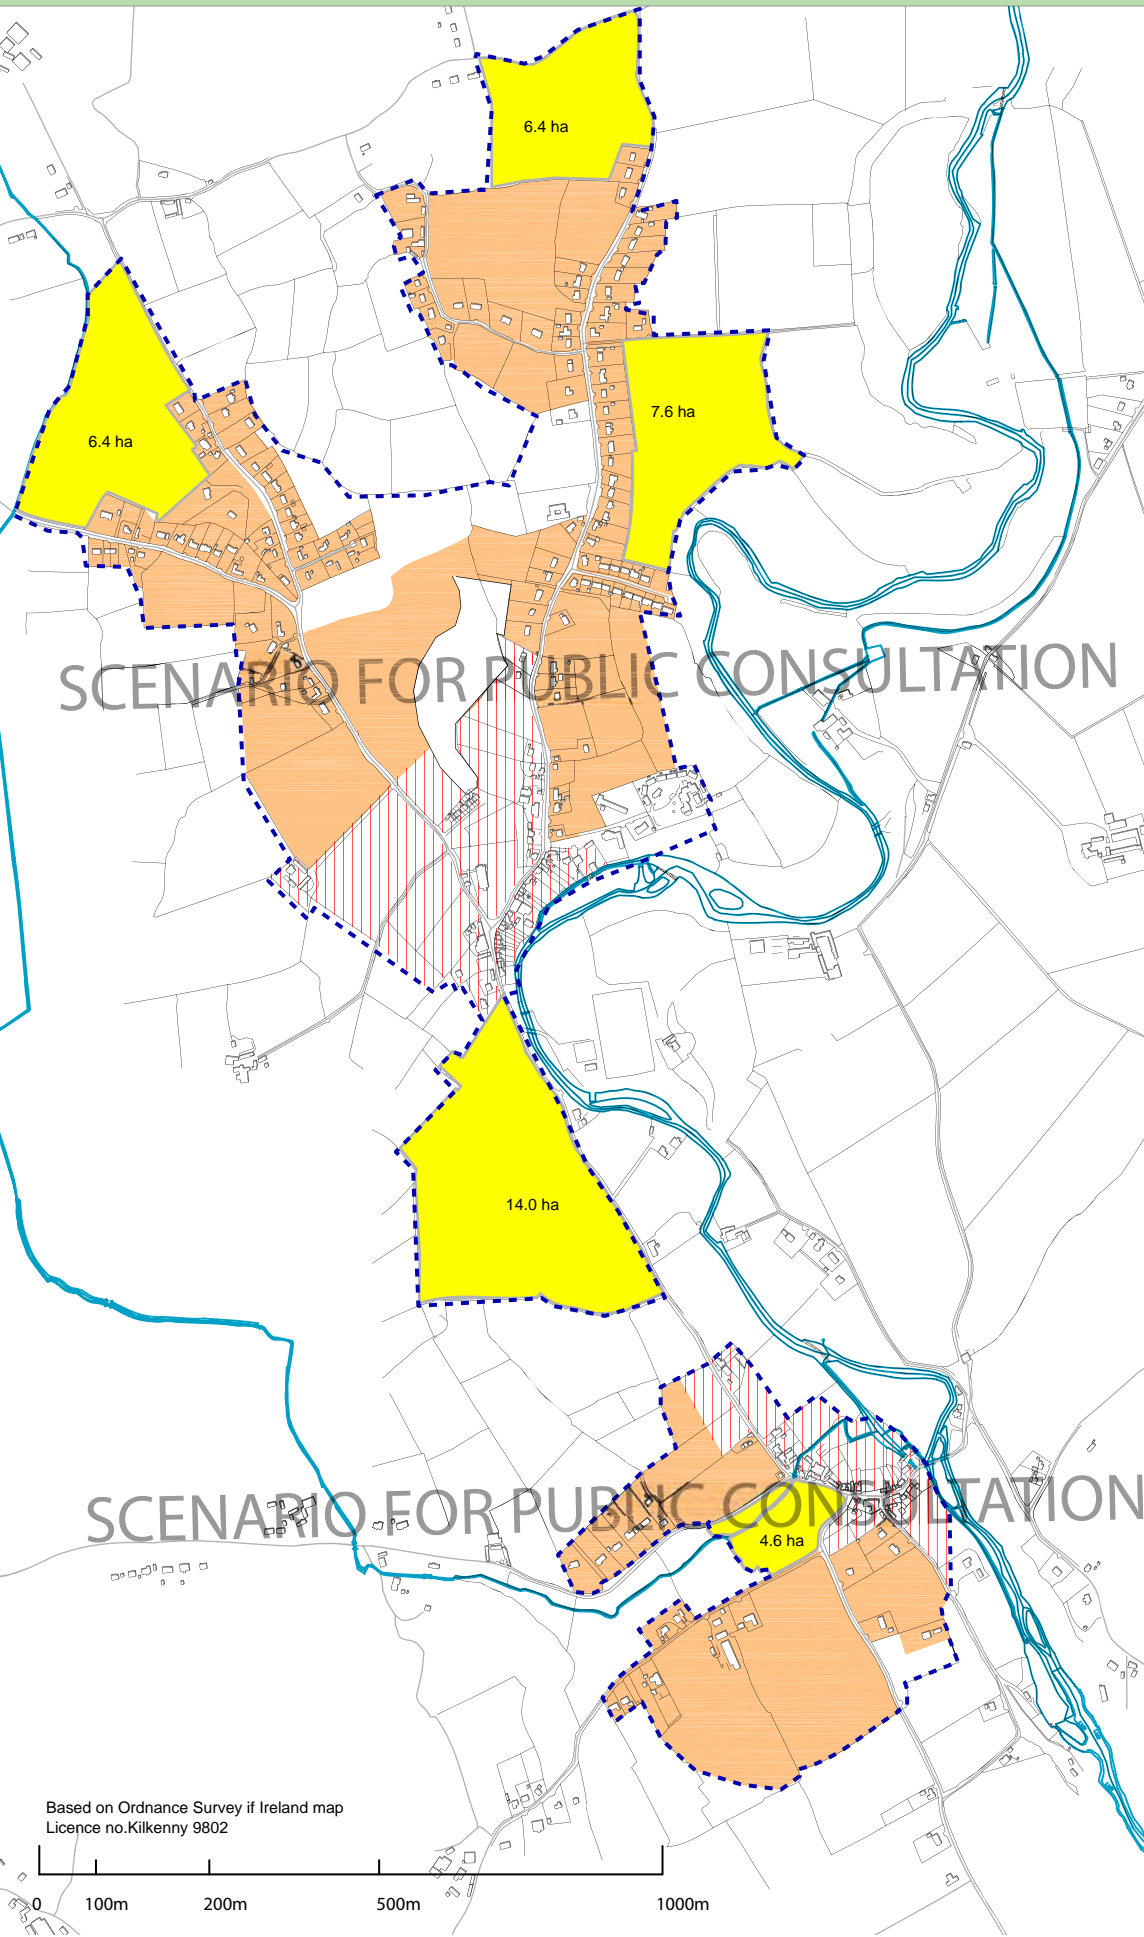 6.4 ha
7.6 ha
6.4 ha
SCENARIO FOR PUBLIC CONSULTATION
14.0 ha
SCENARIO FOR PUBLIC CONSULTATION
4.6 ha
Based on Ordnance Survey if Ireland map
Licence no.Kilkenny 9802
0 100m 200m 500m 1000m